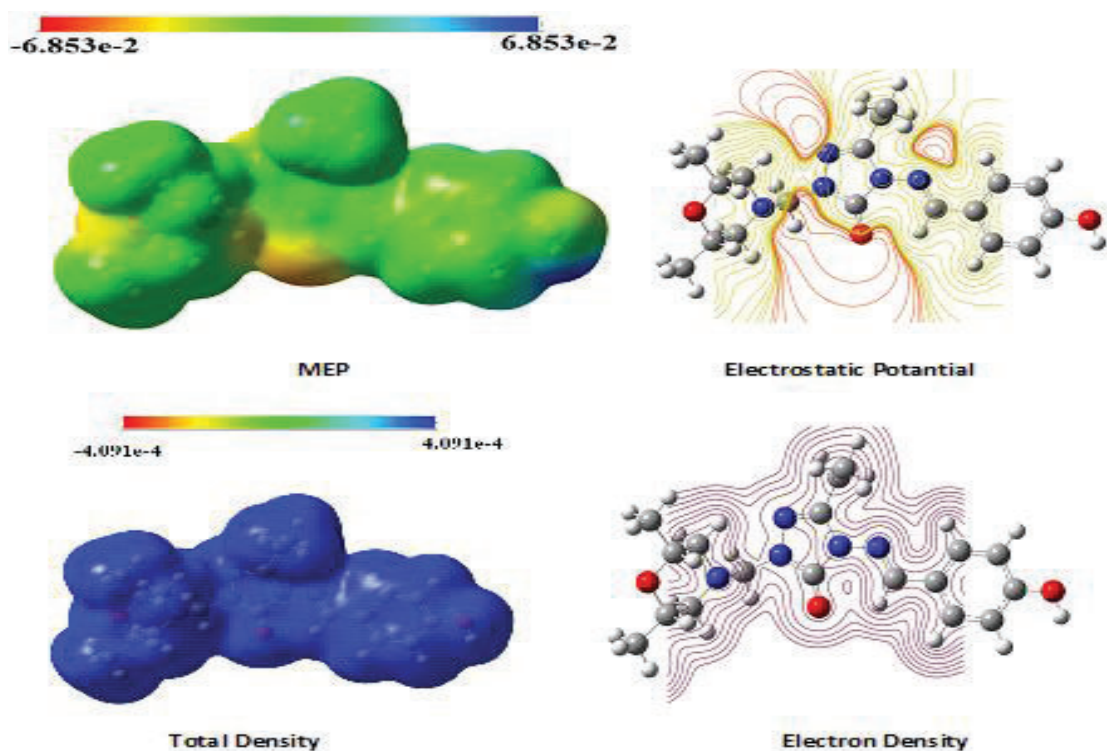 -6.853e-2 6.853e-2
MEP Electrostatic Potential
-4.091e-4 4.091e-4
Total Density Electron Density